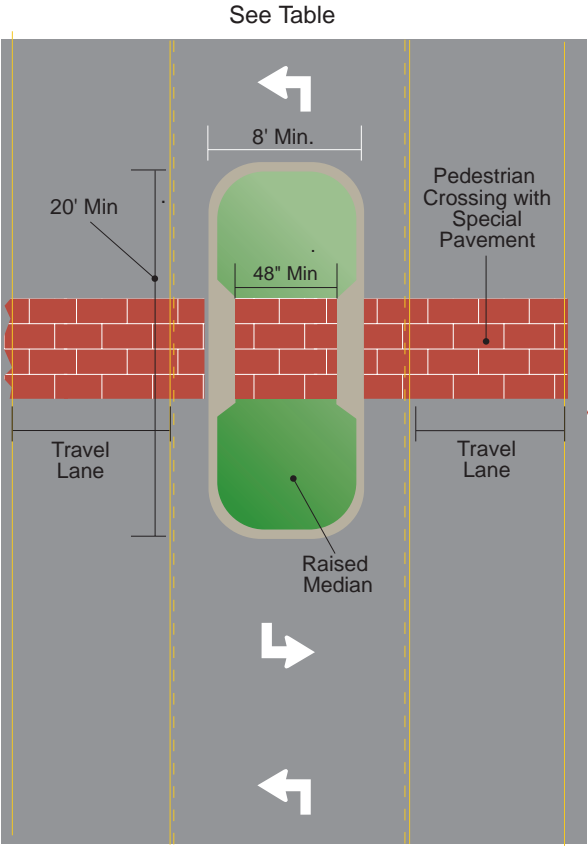 See Table
8' Min.
Pedestrian
Crossing with
Special
Pavement
20' Min
48" Min
Travel
Lane
Travel
Lane
Raised
Median